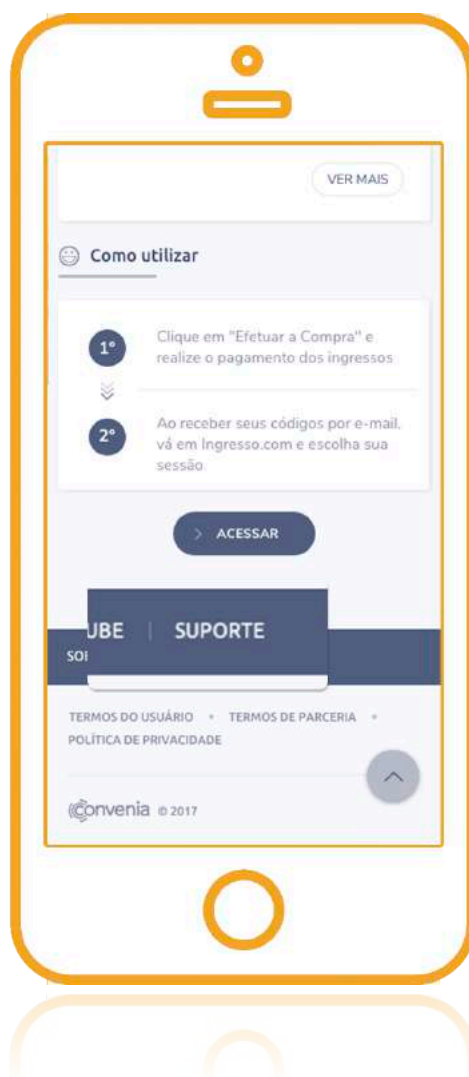 VER MAIS
Como utilizar
1º
Clique em "Efetuar a Compra" e
realize o pagamento dos ingressos
2º
Ao receber seus códigos por e-mail,
vá em Ingresso.com e escolha sua
sessão
ACESSAR
SUPORTE
TERMOS DO USUÁRIO • TERMOS DE PARCERIA •
POLÍTICA DE PRIVACIDADE
Convenia © 2017